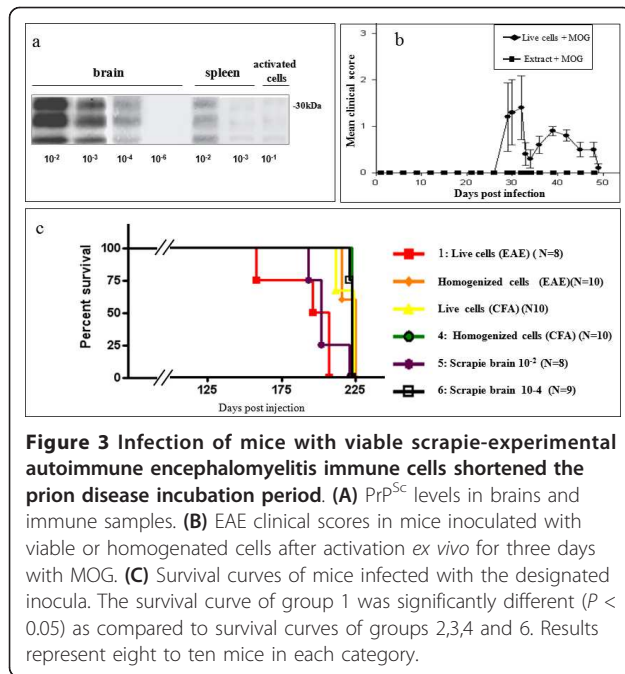 a
brain
spleen
activated
cells
-30kDa
10-2
10-3
10-4
10-6
10-2
10-3
10-1
b
Live cells + MOG
Extract + MOG
Mean clinical score
3
2
1
0
0 10 20 30 40 50
Days post infection
c
Percent survival
100
75
50
25
0
125 175 225
Days post injection
1: Live cells (EAE) ( N=8)
Homogenized cells (EAE)(N=10)
Live cells (CFA) (N10)
4: Homogenized cells (CFA) (N=10)
5: Scrapie brain 10-2 (N=8)
6: Scrapie brain 10-4 (N=9)
Figure 3 Infection of mice with viable scrapie-experimental
autoimmune encephalomyelitis immune cells shortened the
prion disease incubation period. (A) PrPSc levels in brains and
immune samples. (B) EAE clinical scores in mice inoculated with
viable or homogenated cells after activation ex vivo for three days
with MOG. (C) Survival curves of mice infected with the designated
inocula. The survival curve of group 1 was significantly different (P <
0.05) as compared to survival curves of groups 2,3,4 and 6. Results
represent eight to ten mice in each category.